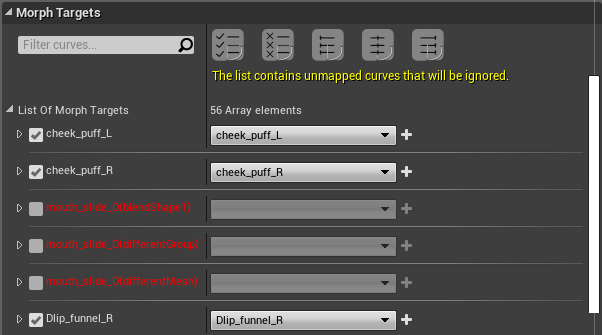 Morph Targets
Filter curves...
The list contains unmapped curves that will be ignored.
List Of Morph Targets
56 Array elements
cheek_puff_L
cheek_puff_L
cheek_puff_R
cheek_puff_R
mouth_slide_D(blendShape1)
mouth_slide_D(differentGroup)
mouth_slide_D(differentMesh)
Dlip_funnel_R
Dlip_funnel_R